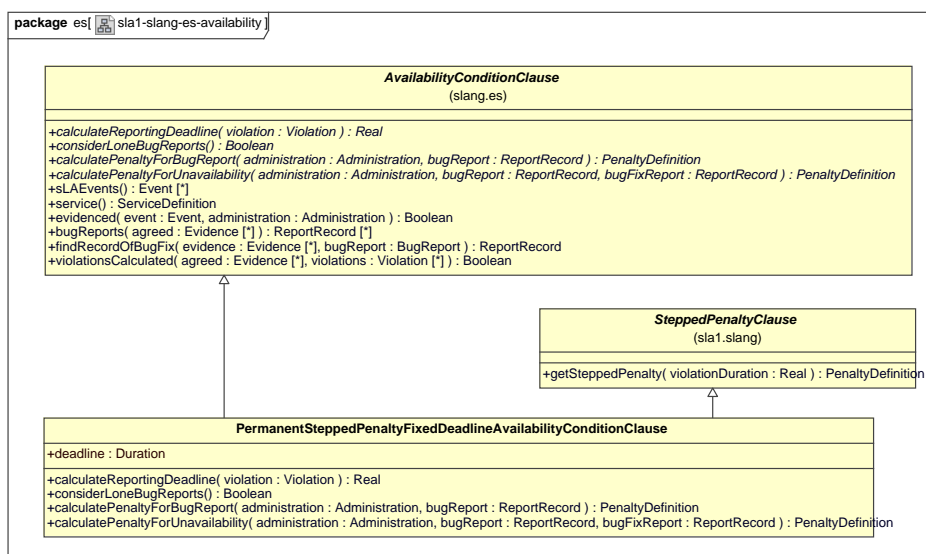 package es[ sla1-slang-es-availability ]
AvailabilityConditionClause
(slang.es)
+calculateReportingDeadline( violation : Violation ) : Real
+considerLoneBugReports() : Boolean
+calculatePenaltyForBugReport( administration : Administration, bugReport : ReportRecord ) : PenaltyDefinition
+calculatePenaltyForUnavailability( administration : Administration, bugReport : ReportRecord, bugFixReport : ReportRecord ) : PenaltyDefinition
+sLAEvents() : Event [*]
+service() : ServiceDefinition
+evidenced( event : Event, administration : Administration ) : Boolean
+bugReports( agreed : Evidence [*] ) : ReportRecord [*]
+findRecordOfBugFix( evidence : Evidence [*], bugReport : BugReport ) : ReportRecord
+violationsCalculated( agreed : Evidence [*], violations : Violation [*] ) : Boolean
SteppedPenaltyClause
(sla1.slang)
+getSteppedPenalty( violationDuration : Real ) : PenaltyDefinition
PermanentSteppedPenaltyFixedDeadlineAvailabilityConditionClause
+deadline : Duration
+calculateReportingDeadline( violation : Violation ) : Real
+considerLoneBugReports() : Boolean
+calculatePenaltyForBugReport( administration : Administration, bugReport : ReportRecord ) : PenaltyDefinition
+calculatePenaltyForUnavailability( administration : Administration, bugReport : ReportRecord, bugFixReport : ReportRecord ) : PenaltyDefinition